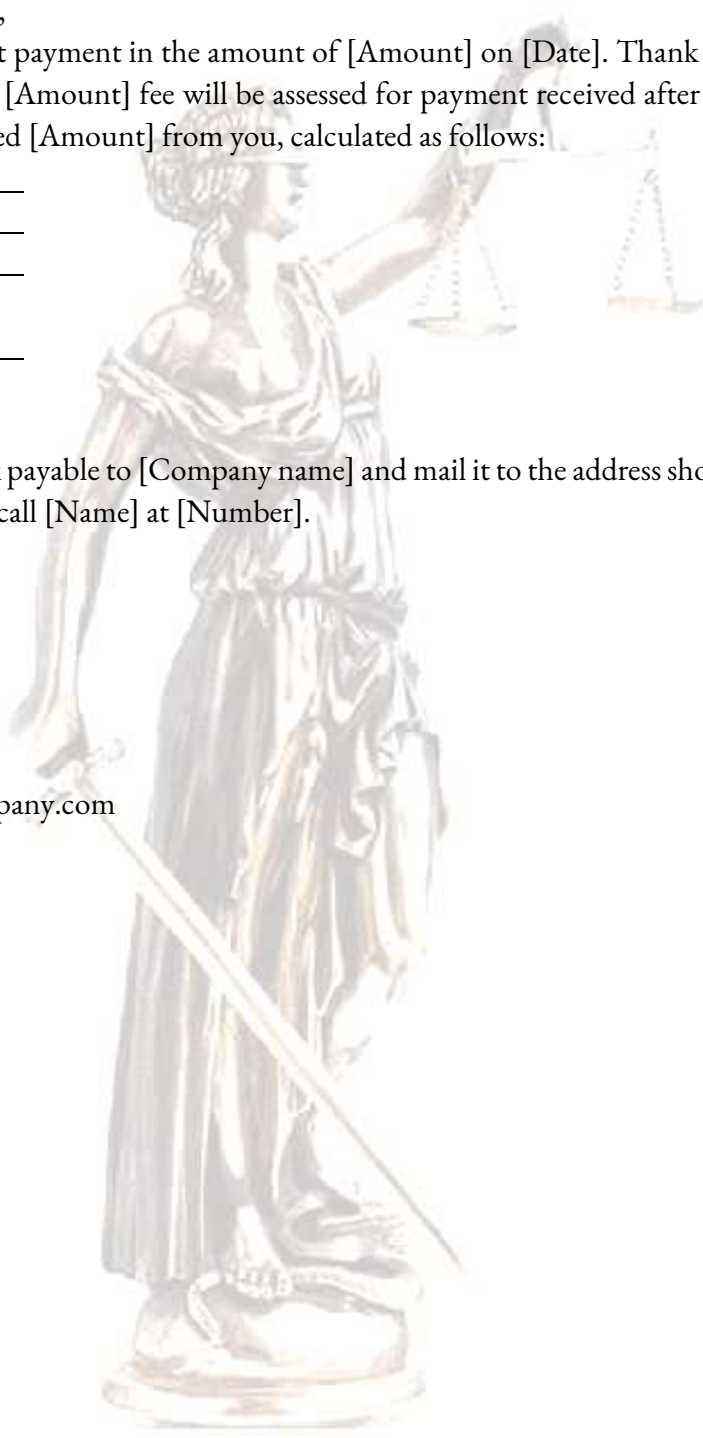 ,
t payment in the amount of [Amount] on [Date]. Thank
[Amount] fee will be assessed for payment received after
ed [Amount] from you, calculated as follows:
payable to [Company name] and mail it to the address sho
call [Name] at [Number].
pany.com